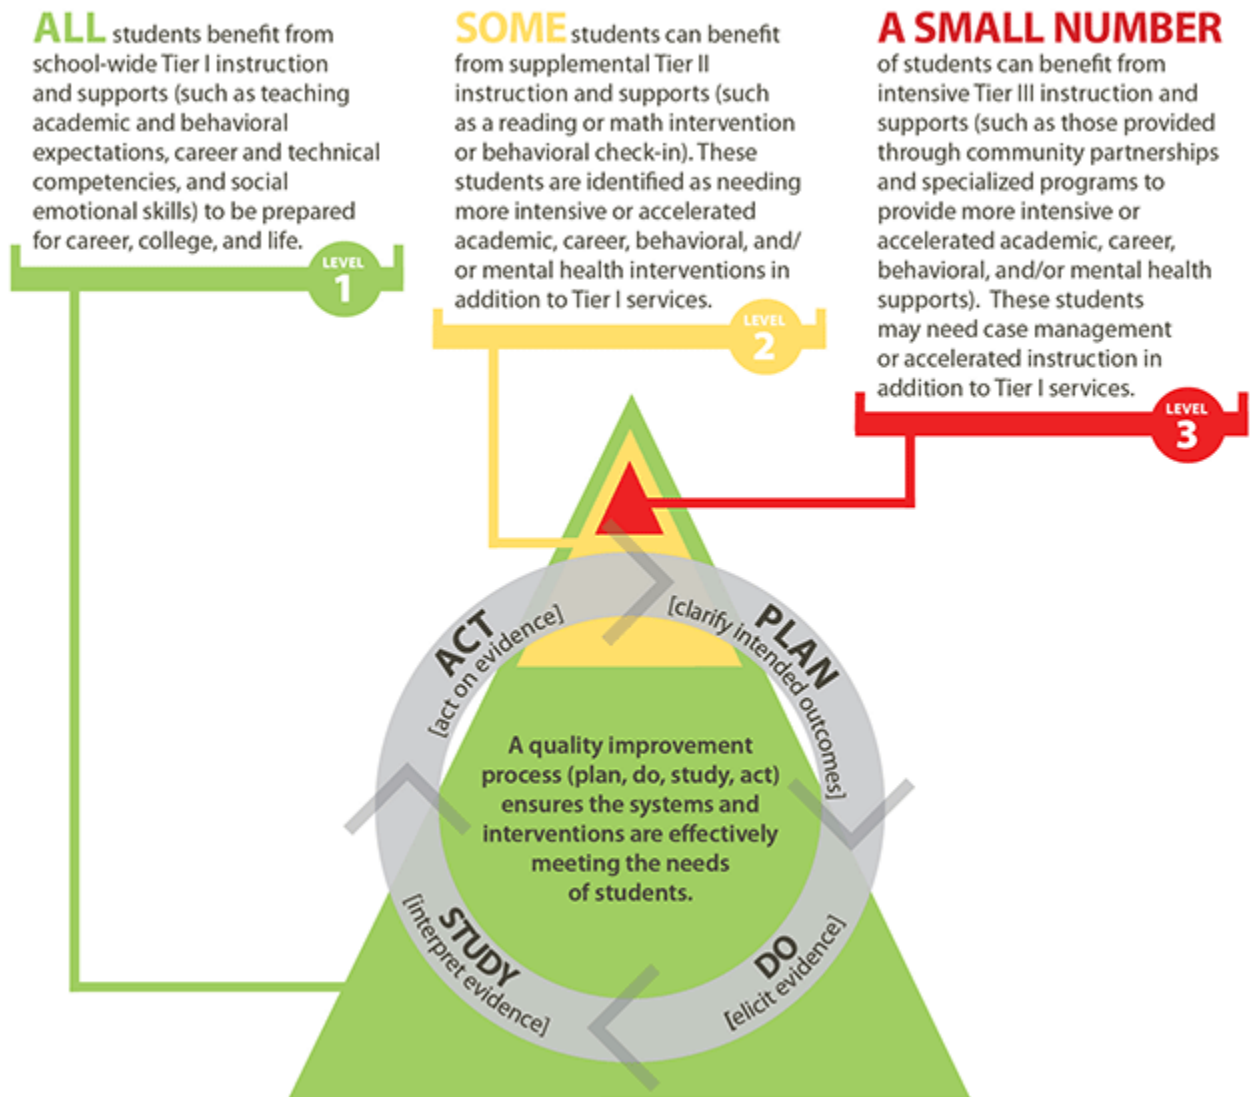 ALL students benefit from
school-wide Tier I instruction
and supports (such as teaching
academic and behavioral
expectations, career and technical
competencies, and social
emotional skills) to be prepared
for career, college, and life.
LEVEL
1
SOME students can benefit
from supplemental Tier II
instruction and supports (such
as a reading or math intervention
or behavioral check-in). These
students are identified as needing
more intensive or accelerated
academic, career, behavioral, and/
or mental health interventions in
addition to Tier I services.
LEVEL
2
A SMALL NUMBER
of students can benefit from
intensive Tier III instruction and
supports (such as those provided
through community partnerships
and specialized programs to
provide more intensive or
accelerated academic, career,
behavioral, and/or mental health
supports). These students
may need case management
or accelerated instruction in
addition to Tier I services.
LEVEL
3
PLAN
[clarify intended outcomes]
DO
[elicit evidence]
STUDY
[interpret evidence]
ACT
[act on evidence]
A quality improvement
process (plan, do, study, act)
ensures the systems and
interventions are effectively
meeting the needs
of students.